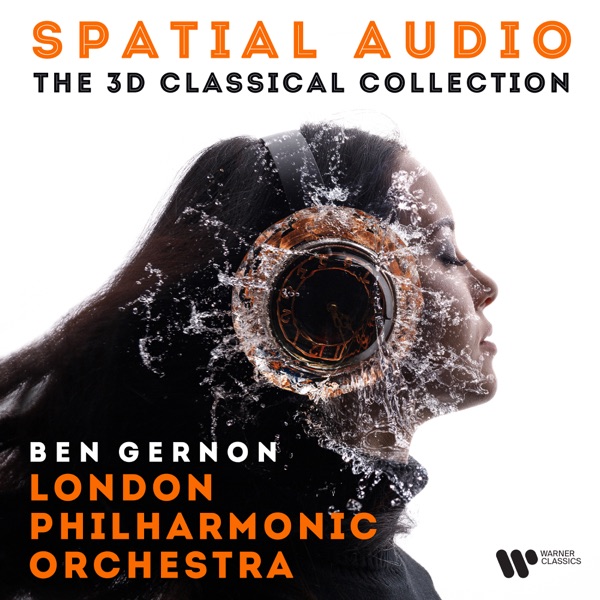 SPATIAL AUDIO
THE 3D CLASSICAL COLLECTION
BEN GERNON
LONDON
PHILHARMONIC
ORCHESTRA
WARNER
CLASSICS